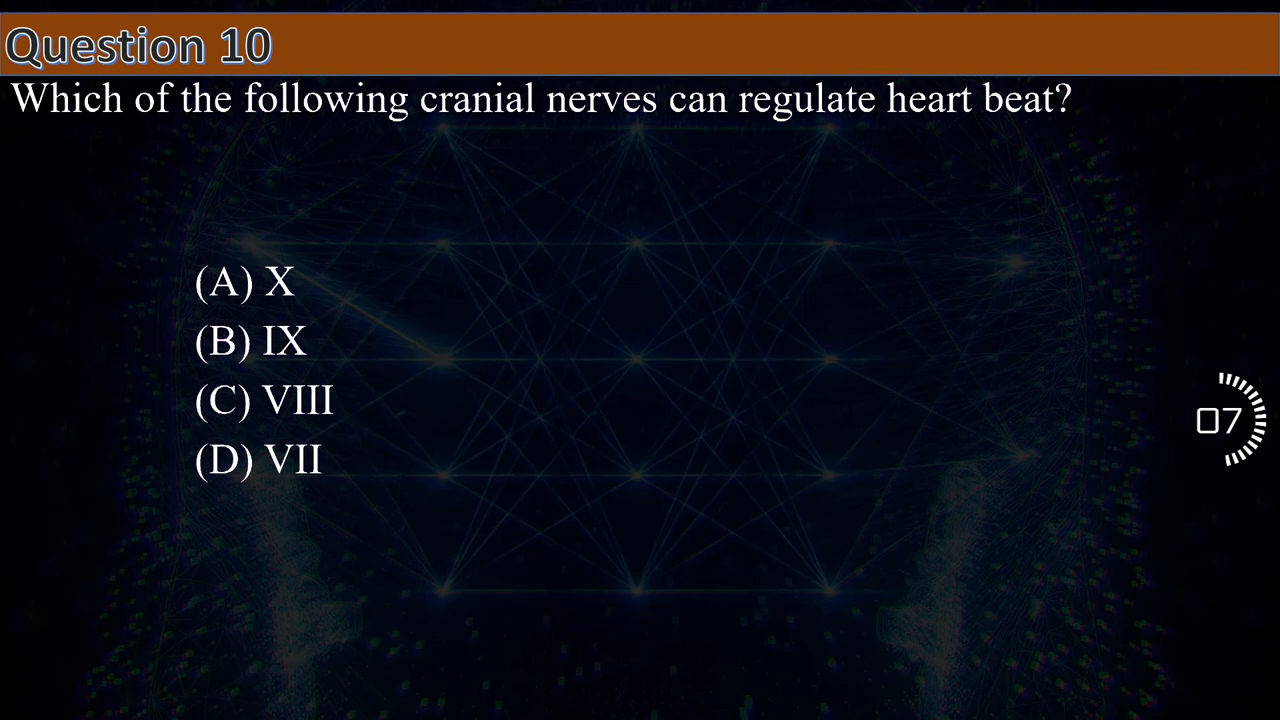 Question 10
Which of the following cranial nerves can regulate heart beat?
(A) X
(B) IX
(C) VIII
(D) VII
07